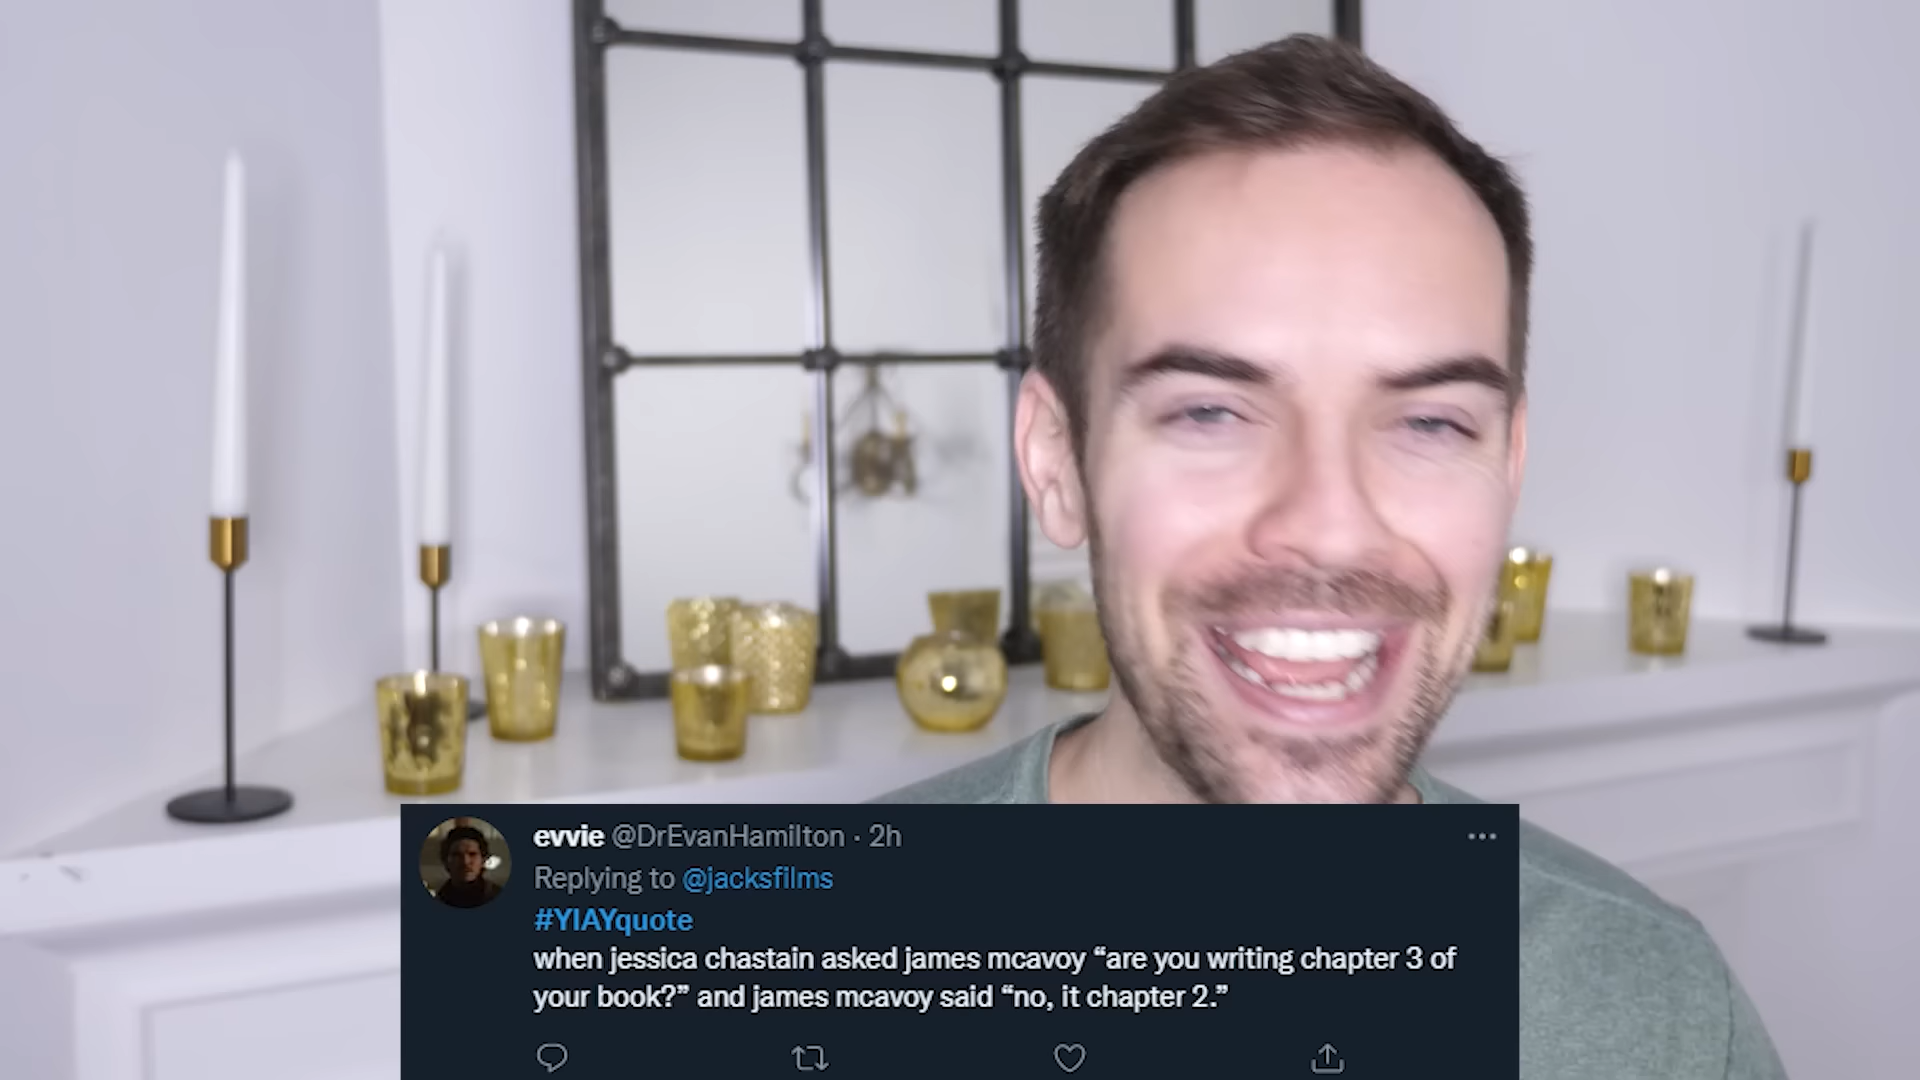 evvie @DrEvanHamilton · 2h
Replying to @jacksfilms
#YIAYquote
when jessica chastain asked james mcavoy “are you writing chapter 3 of
your book?” and james mcavoy said “no, it chapter 2.”